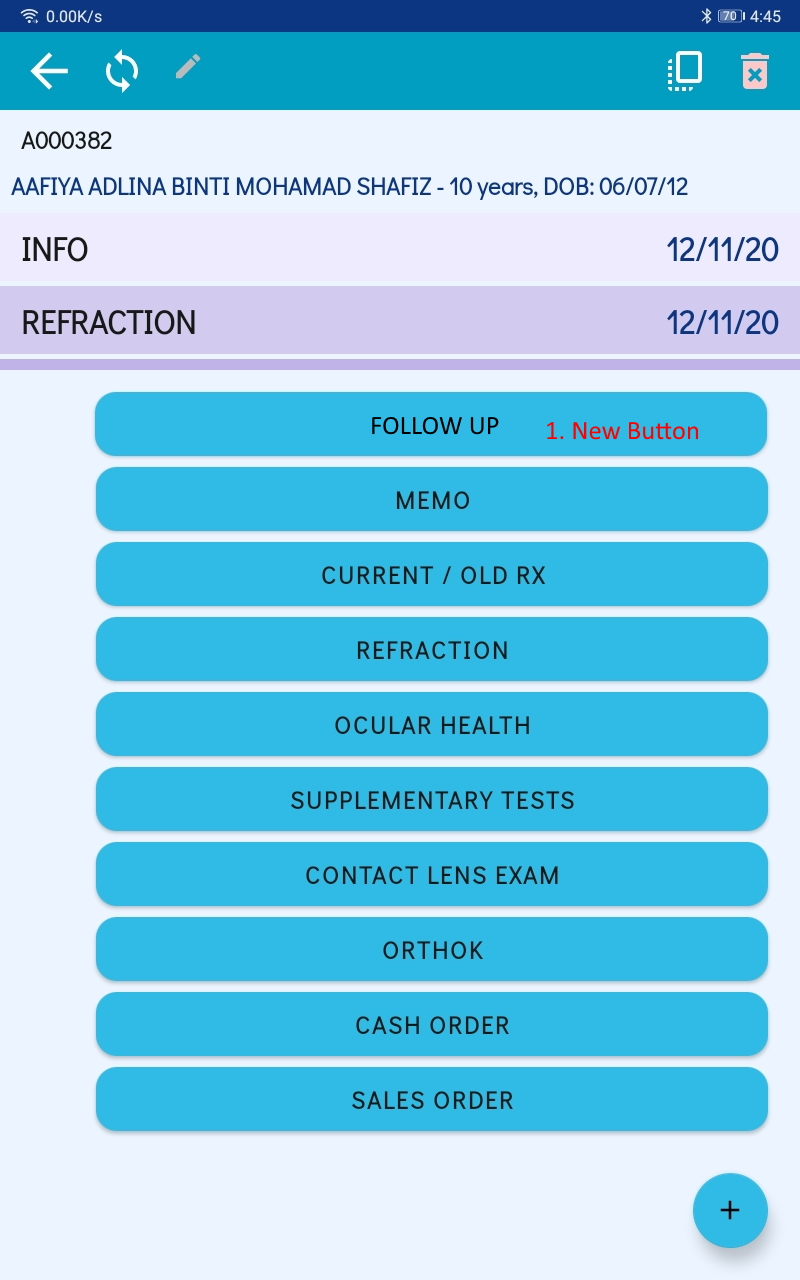 0.00K/s 70 4:45
A000382
AAFIYA ADLINA BINTI MOHAMAD SHAFIZ - 10 years, DOB: 06/07/12
INFO 12/11/20
REFRACTION 12/11/20
FOLLOW UP 1. New Button
MEMO
CURRENT / OLD RX
REFRACTION
OCULAR HEALTH
SUPPLEMENTARY TESTS
CONTACT LENS EXAM
ORTHOK
CASH ORDER
SALES ORDER
+